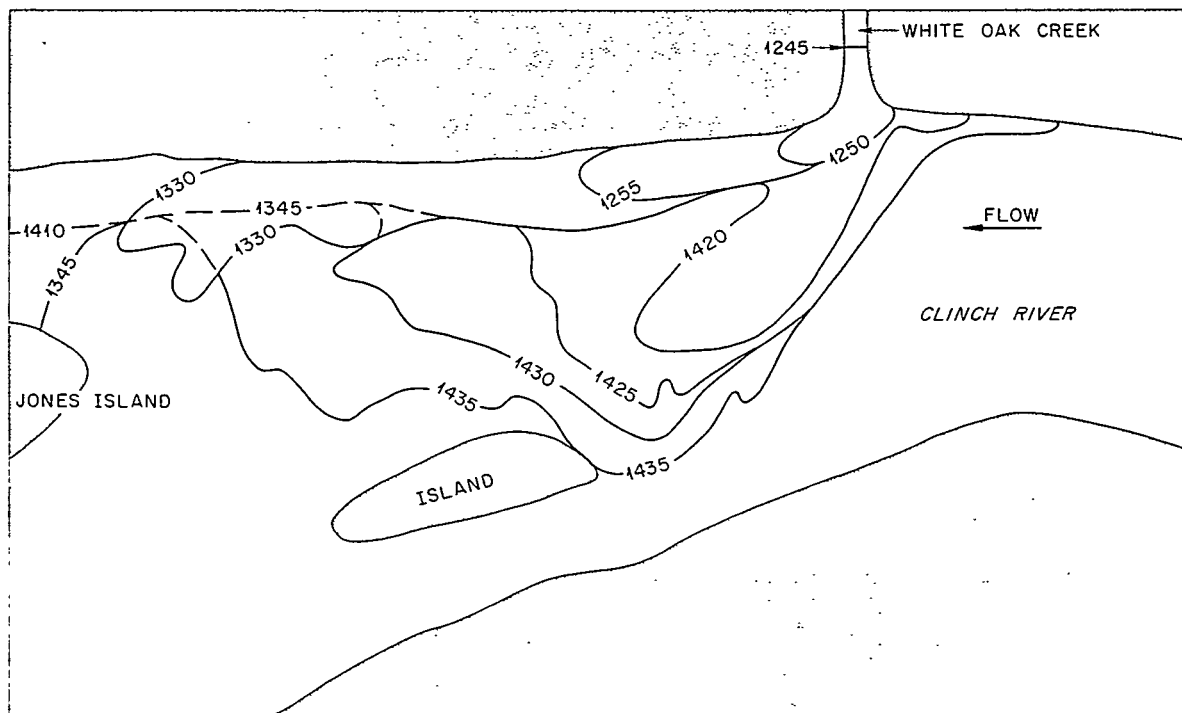 WHITE OAK CREEK
1245
1250
1330
1255
1345
1410
1330
1420
FLOW
1345
CLINCH RIVER
1430
1425
JONES ISLAND
1435
1435
ISLAND